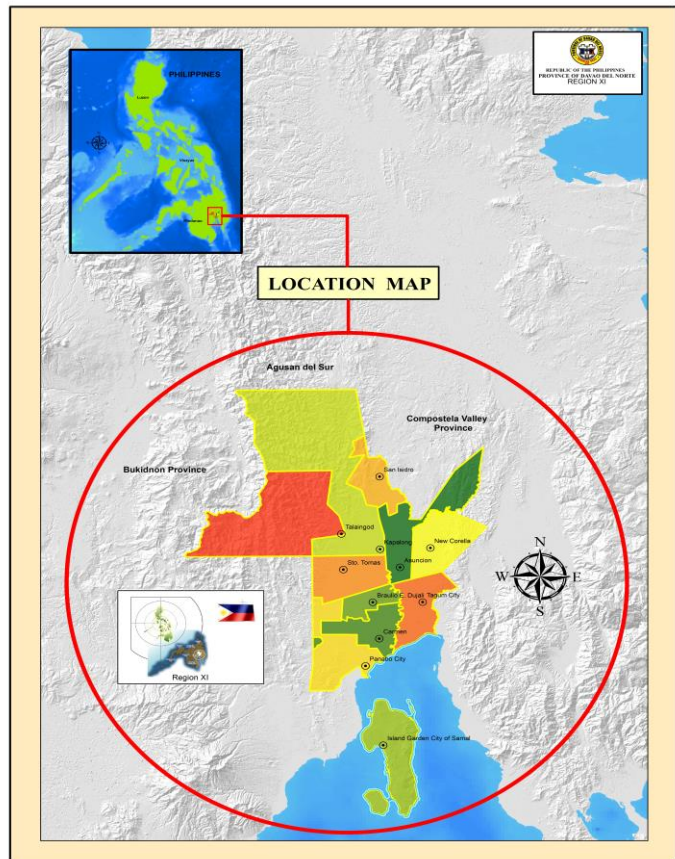 PHILIPPINES
Luzon
Visayas
Mindanao
REPUBLIC OF THE PHILIPPINES
PROVINCE OF DAVAO DEL NORTE
REGION XI
LOCATION MAP
Agusan del Sur
Compostela Valley
Province
Bukidnon Province
San Isidro
Talaingod
Kapalong
New Corella
Asuncion
Sto. Tomas
Braulio E. Dujali
Tagum City
Carmen
Panabo City
Island Garden City of Samal
Region XI
N
W
E
S